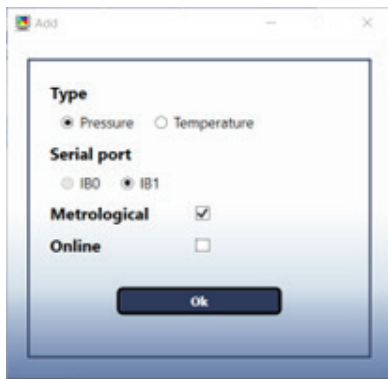 Add
Type
Pressure Temperature
Serial port
IB0 IB1
Metrological
Online
Ok